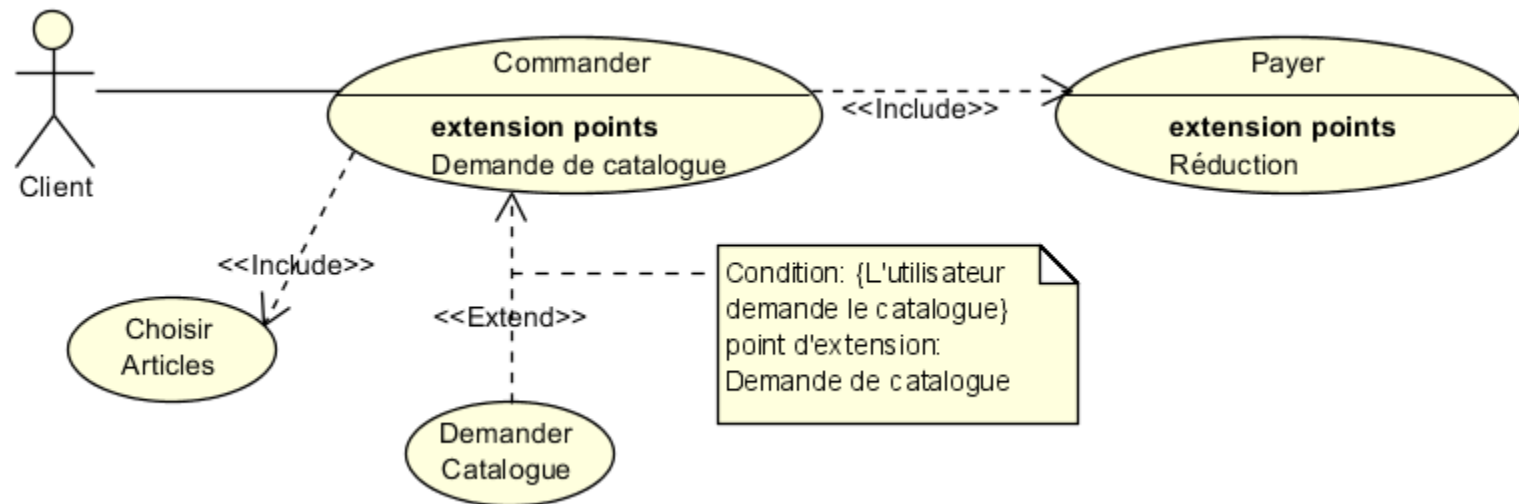 Client
Commander
extension points
Demande de catalogue
<<Include>>
Payer
extension points
Réduction
<<Include>>
Choisir
Articles
<<Extend>>
Demander
Catalogue
Condition: {L'utilisateur
demande le catalogue}
point d'extension:
Demande de catalogue